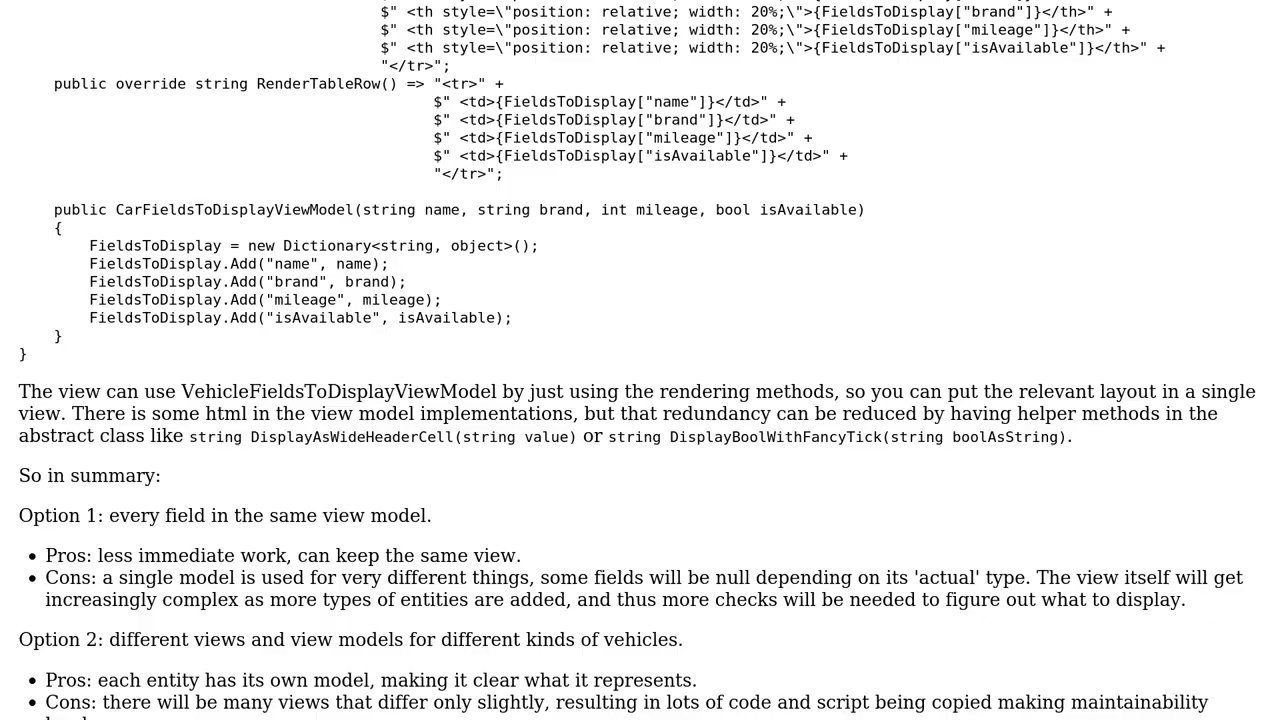 $" <th style=\"position: relative; width: 20%;\">{FieldsToDisplay["brand"]}</th>" +
$" <th style=\"position: relative; width: 20%;\">{FieldsToDisplay["mileage"]}</th>" +
$" <th style=\"position: relative; width: 20%;\">{FieldsToDisplay["isAvailable"]}</th>" +
"</tr>";
public override string RenderTableRow() => "<tr>" +
$" <td>{FieldsToDisplay["name"]}</td>" +
$" <td>{FieldsToDisplay["brand"]}</td>" +
$" <td>{FieldsToDisplay["mileage"]}</td>" +
$" <td>{FieldsToDisplay["isAvailable"]}</td>" +
"</tr>";
public CarFieldsToDisplayViewModel(string name, string brand, int mileage, bool isAvailable)
{
FieldsToDisplay = new Dictionary<string, object>();
FieldsToDisplay.Add("name", name);
FieldsToDisplay.Add("brand", brand);
FieldsToDisplay.Add("mileage", mileage);
FieldsToDisplay.Add("isAvailable", isAvailable);
}
}
The view can use VehicleFieldsToDisplayViewModel by just using the rendering methods, so you can put the relevant layout in a single
view. There is some html in the view model implementations, but that redundancy can be reduced by having helper methods in the
abstract class like string DisplayAsWideHeaderCell(string value) or string DisplayBoolWithFancyTick(string boolAsString).
So in summary:
Option 1: every field in the same view model.
• Pros: less immediate work, can keep the same view.
• Cons: a single model is used for very different things, some fields will be null depending on its 'actual' type. The view itself will get
increasingly complex as more types of entities are added, and thus more checks will be needed to figure out what to display.
Option 2: different views and view models for different kinds of vehicles.
• Pros: each entity has its own model, making it clear what it represents.
• Cons: there will be many views that differ only slightly, resulting in lots of code and script being copied making maintainability